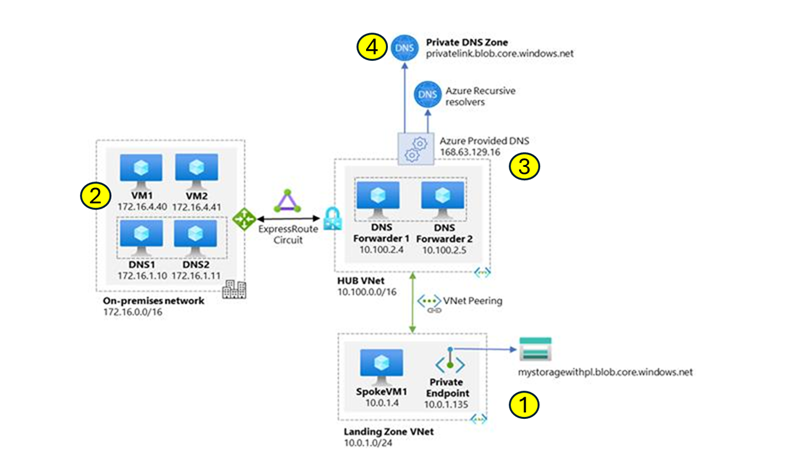 4
DNS
Private DNS Zone
privatelink.blob.core.windows.net
DNS
Azure Recursive
resolvers
Azure Provided DNS
168.63.129.16
3
2
VM1
172.16.4.40
VM2
172.16.4.41
DNS1
172.16.1.10
DNS2
172.16.1.11
On-premises network
172.16.0.0/16
ExpressRoute
Circuit
DNS
Forwarder 1
10.100.2.4
DNS
Forwarder 2
10.100.2.5
HUB VNet
10.100.0.0/16
VNet Peering
SpokeVM1
10.0.1.4
Private
Endpoint
10.0.1.135
mystoragewithpl.blob.core.windows.net
1
Landing Zone VNet
10.0.1.0/24